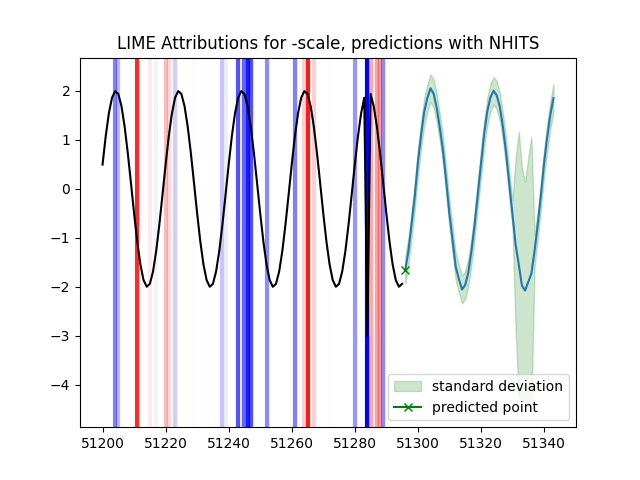 LIME Attributions for -scale, predictions with NHITS
2
1
0
−1
−2
−3
−4
standard deviation
predicted point
51200 51220 51240 51260 51280 51300 51320 51340